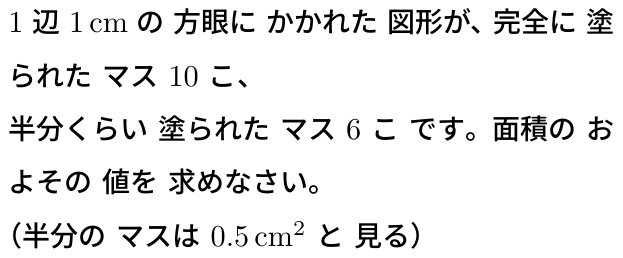 1 辺 1 cm の 方眼に かかれた 図形が、完全に 塗
られた マス 10 こ、
半分くらい 塗られた マス 6 こ です。面積の お
よその 値を 求めなさい。
（半分の マスは 0.5 cm² と 見る）